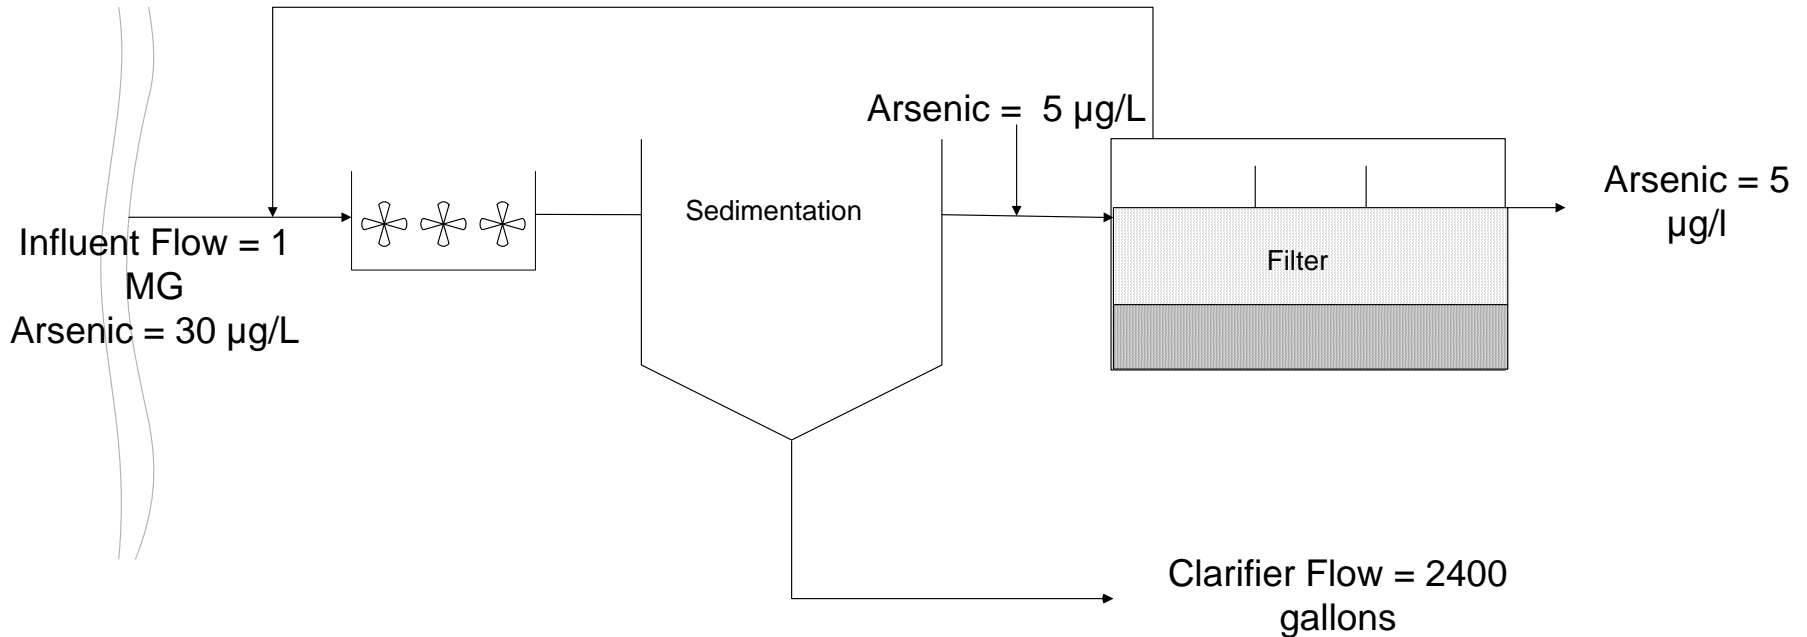 Arsenic =  5 µg/L
Arsenic = 5
µg/l
Sedimentation
Influent Flow = 1
MG
Arsenic = 30 µg/L
Filter
Clarifier Flow = 2400
gallons